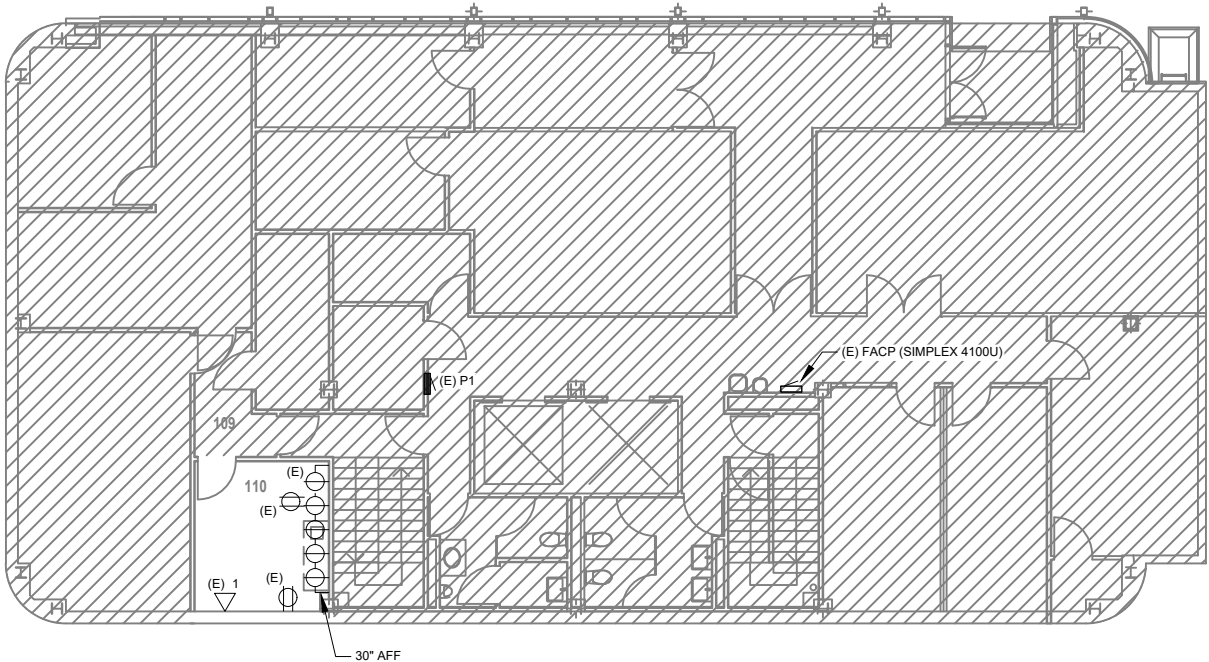 (E) FACP (SIMPLEX 4100U)
(E) P1
109
(E)
110
(E)
(E) 1
(E)
30" AFF